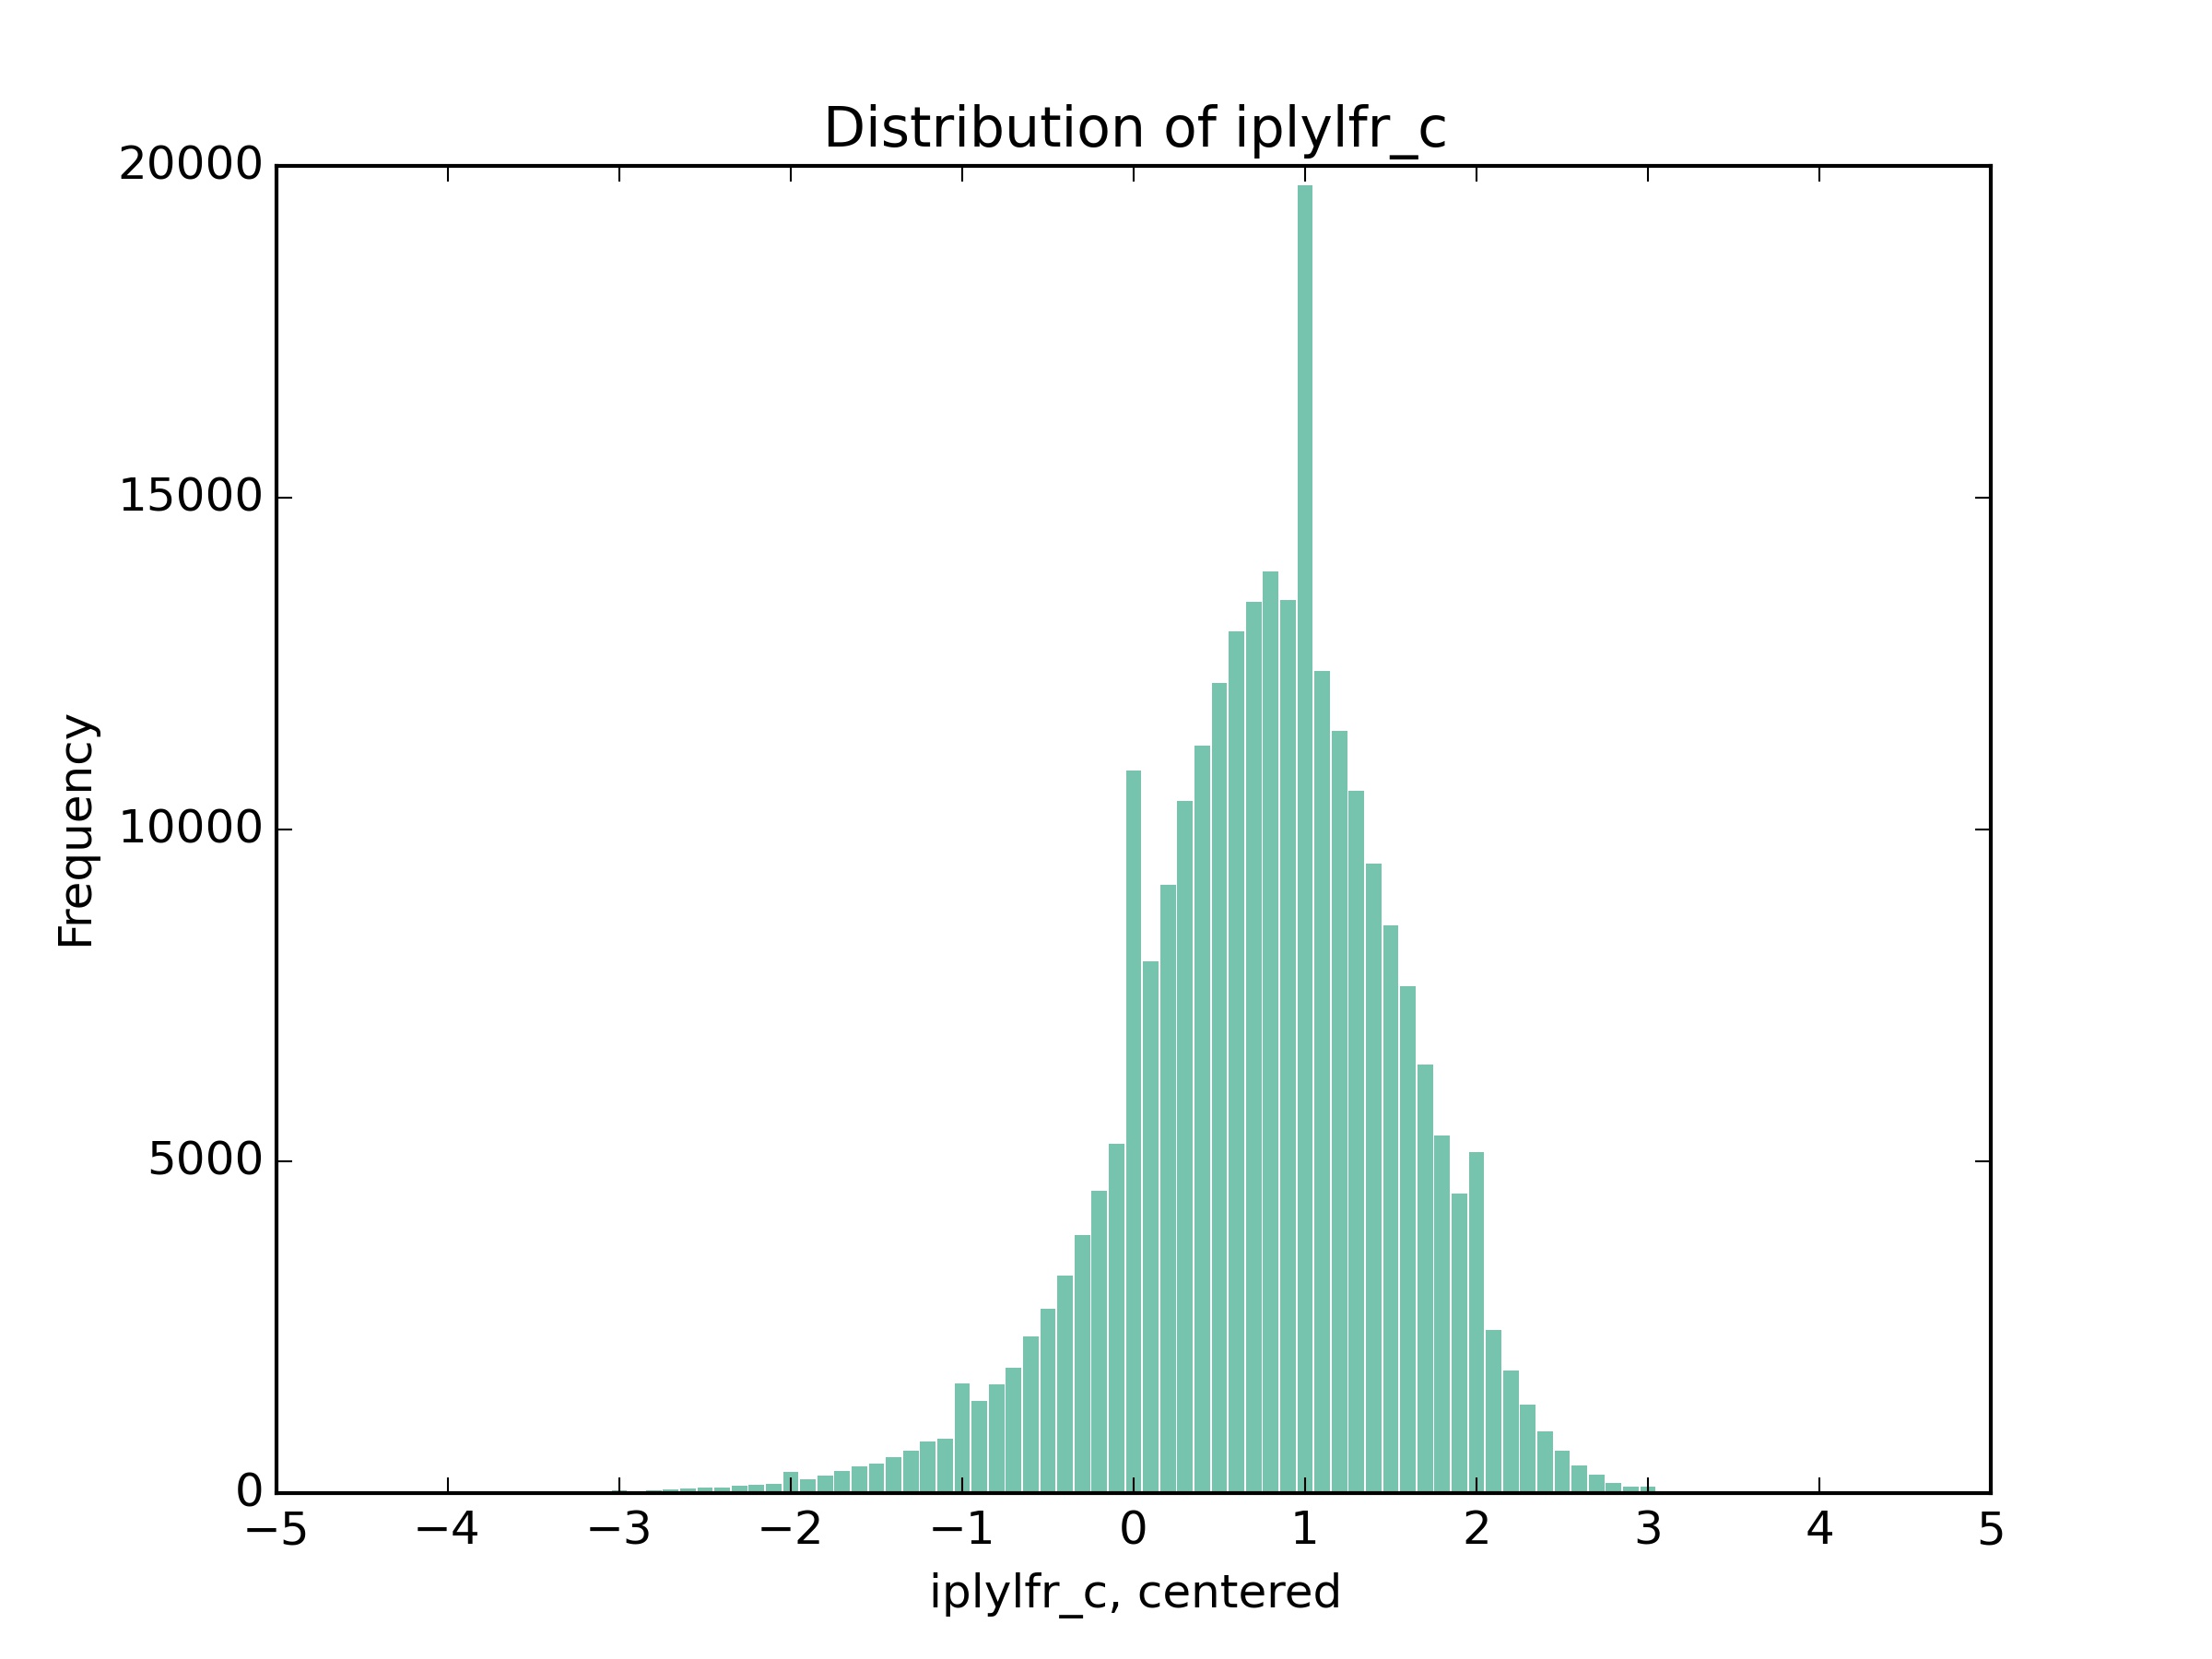 Distribution of iplylfr_c
20000
15000
10000
5000
0
Frequency
−5 −4 −3 −2 −1 0 1 2 3 4 5
iplylfr_c, centered